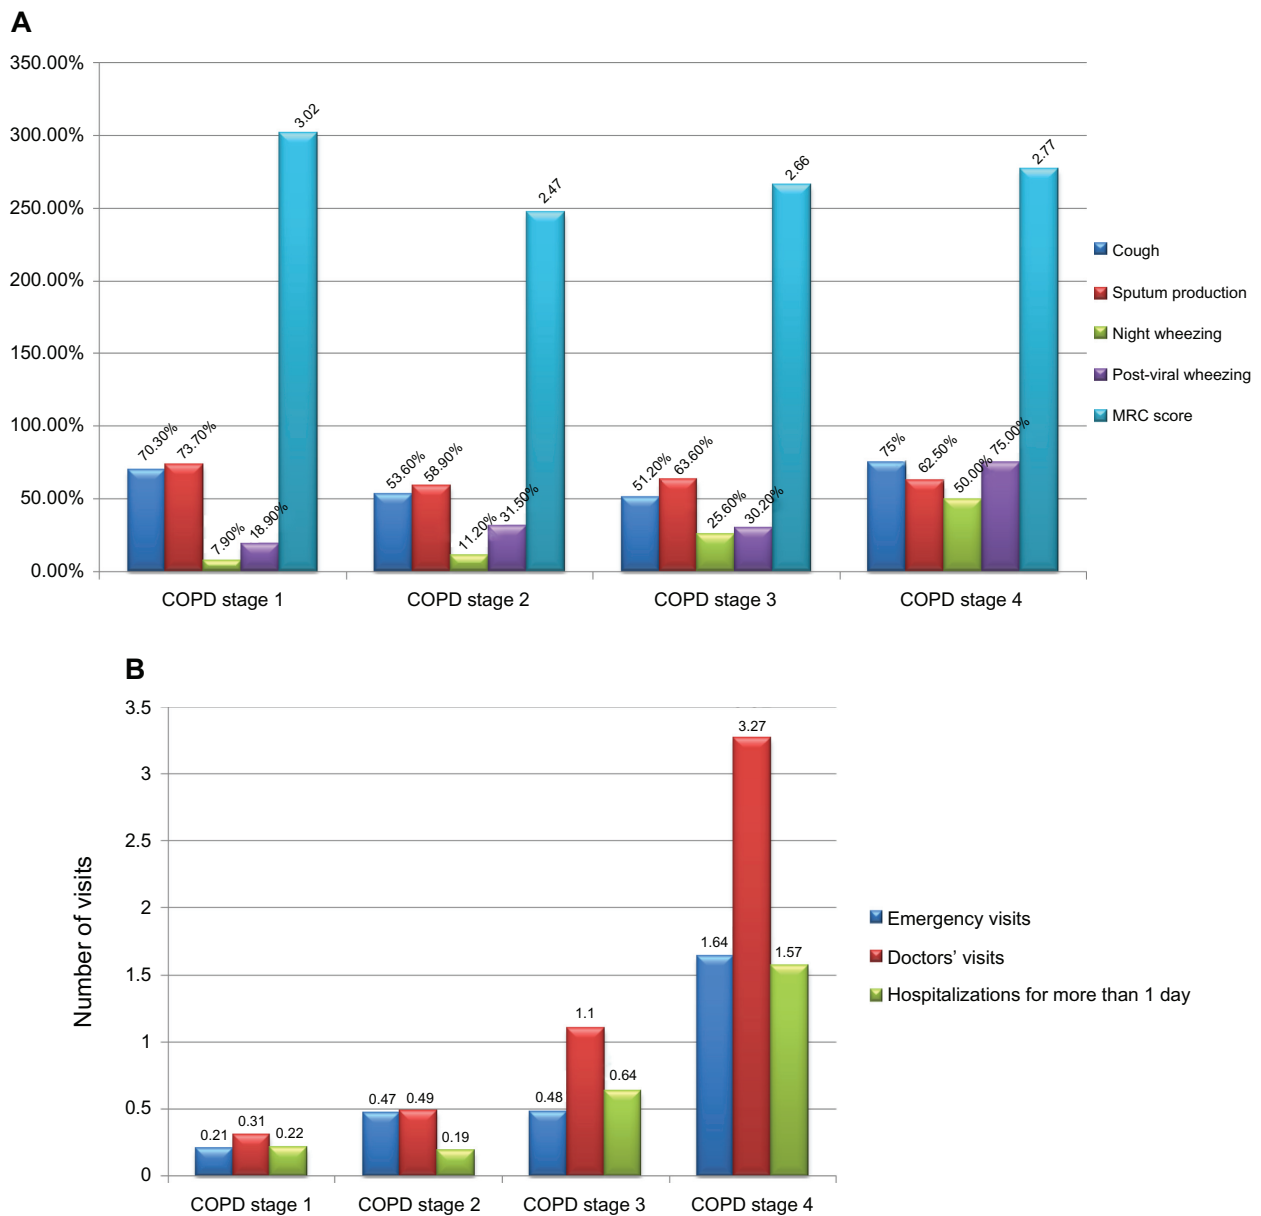 A
350.00%
300.00%
250.00%
200.00%
150.00%
100.00%
50.00%
0.00%
70.30%
73.70%
7.90%
18.90%
3.02
53.60%
58.90%
11.20%
31.50%
2.47
51.20%
63.60%
25.60%
30.20%
2.66
75%
62.50%
50.00%
75.00%
2.77
COPD stage 1
COPD stage 2
COPD stage 3
COPD stage 4
Cough
Sputum production
Night wheezing
Post-viral wheezing
MRC score
B
Number of visits
3.5
3
2.5
2
1.5
1
0.5
0
0.21
0.31
0.22
0.47
0.49
0.19
0.48
1.1
0.64
1.64
3.27
1.57
COPD stage 1
COPD stage 2
COPD stage 3
COPD stage 4
Emergency visits
Doctors’ visits
Hospitalizations for more than 1 day